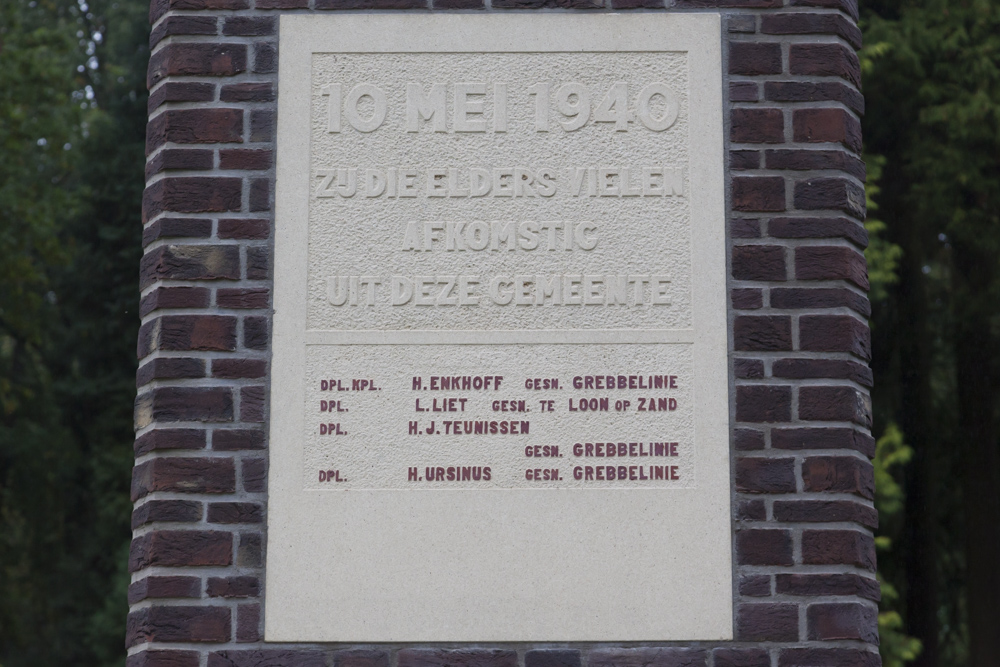 10 MEI 1940
ZIJ DIE ELDERS VIELEN
AFKOMSTIG
UIT DEZE GEMEENTE
DPL.KPL. H.ENKHOFF GESN. GREBBELINIE
DPL. L.LIET GESN. TE LOON OP ZAND
DPL. H.J.TEUNISSEN
GESN. GREBBELINIE
DPL. H.URSINUS GESN. GREBBELINIE